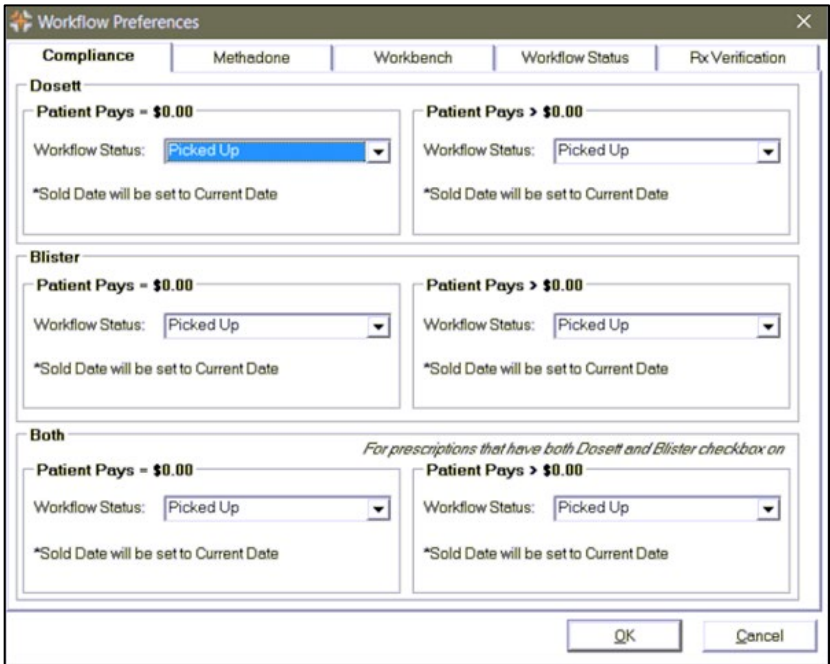 Workflow Preferences
Compliance Methadone Workbench Workflow Status Rx Verification
Dosett
Patient Pays = $0.00 Patient Pays > $0.00
Workflow Status: Picked Up Workflow Status: Picked Up
*Sold Date will be set to Current Date *Sold Date will be set to Current Date
Blister
Patient Pays = $0.00 Patient Pays > $0.00
Workflow Status: Picked Up Workflow Status: Picked Up
*Sold Date will be set to Current Date *Sold Date will be set to Current Date
Both
For prescriptions that have both Dosett and Blister checkbox on
Patient Pays = $0.00 Patient Pays > $0.00
Workflow Status: Picked Up Workflow Status: Picked Up
*Sold Date will be set to Current Date *Sold Date will be set to Current Date
OK Cancel